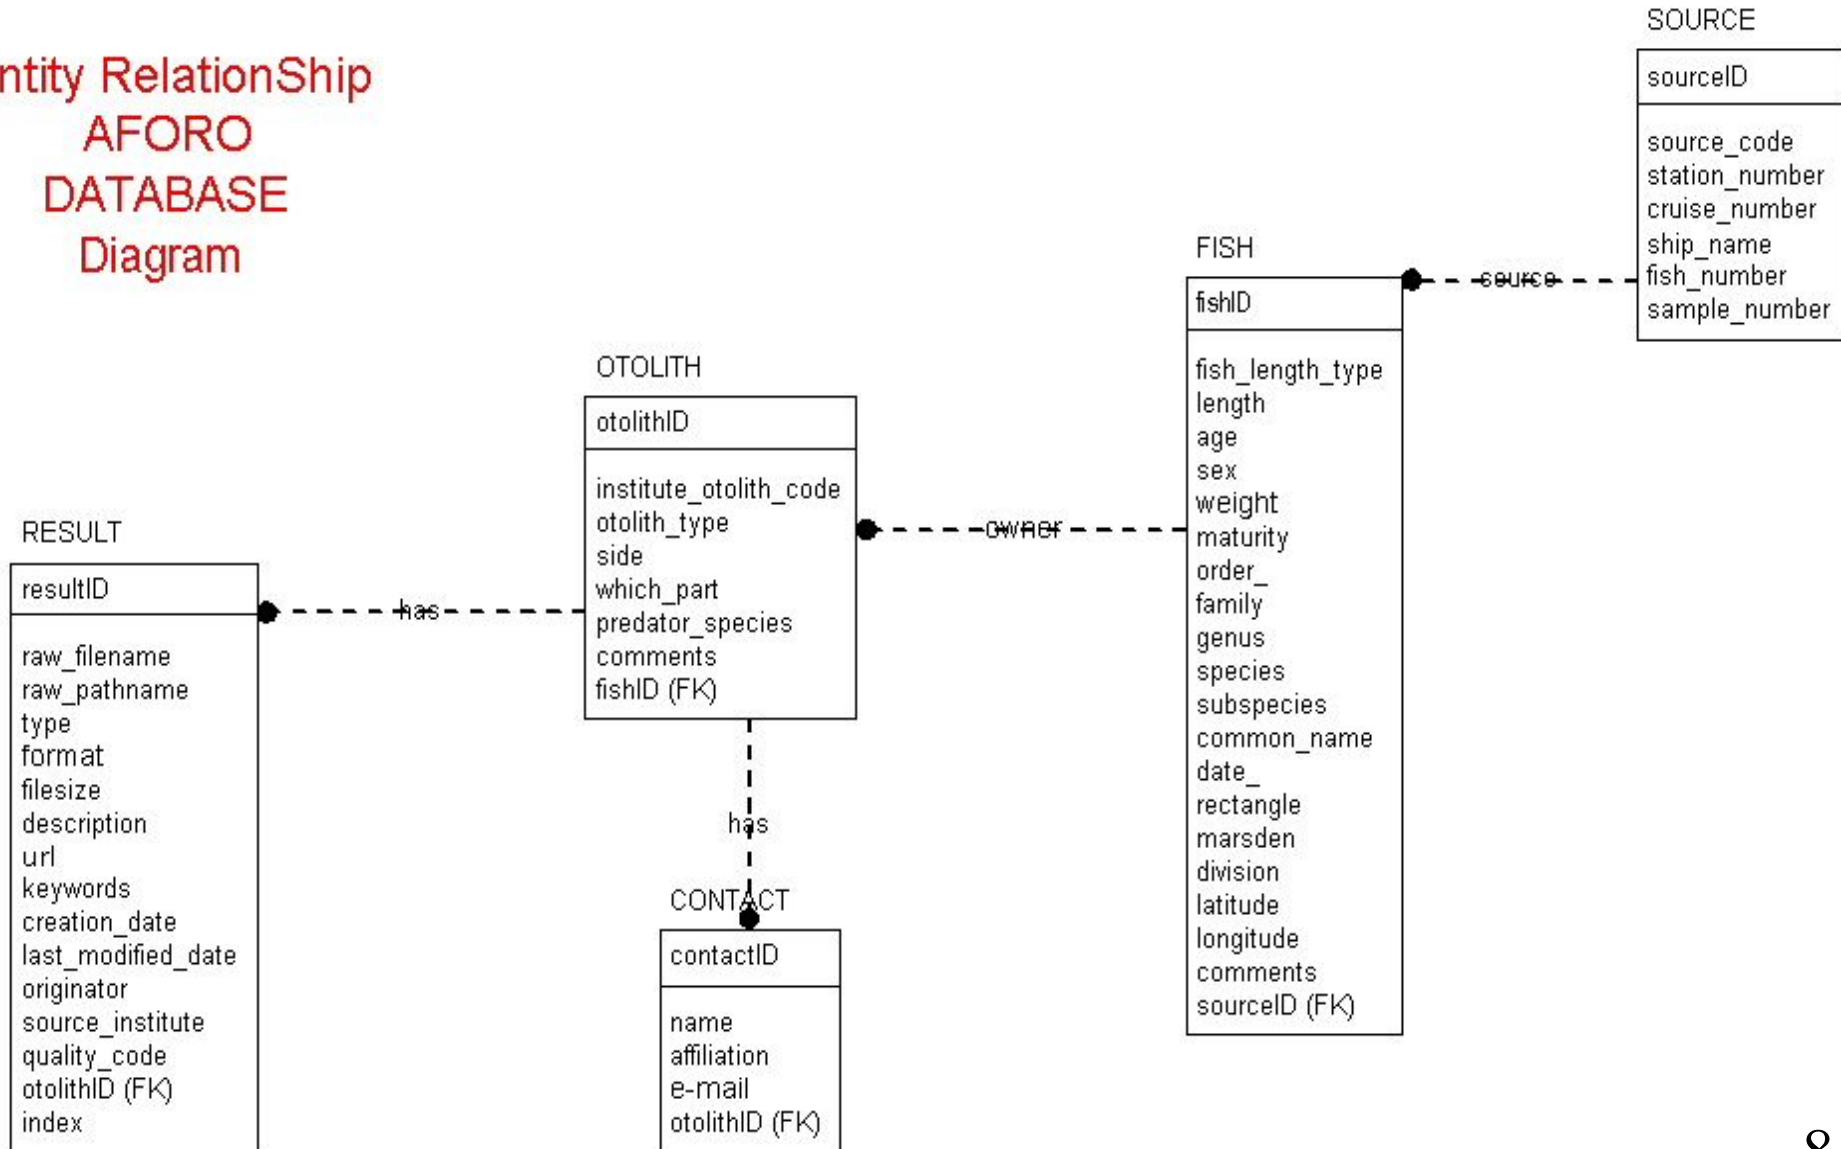 ntity RelationShip
AFORO
DATABASE
Diagram
SOURCE
sourceID
source_code
station_number
cruise_number
ship_name
fish_number
sample_number
source
FISH
fishID
fish_length_type
length
age
sex
weight
maturity
order_
family
genus
species
subspecies
common_name
date_
rectangle
marsden
division
latitude
longitude
comments
sourceID (FK)
owner
OTOLITH
otolithID
institute_otolith_code
otolith_type
side
which_part
predator_species
comments
fishID (FK)
has
RESULT
resultID
raw_filename
raw_pathname
type
format
filesize
description
url
keywords
creation_date
last_modified_date
originator
source_institute
quality_code
otolithID (FK)
index
has
CONTACT
contactID
name
affiliation
e-mail
otolithID (FK)
8